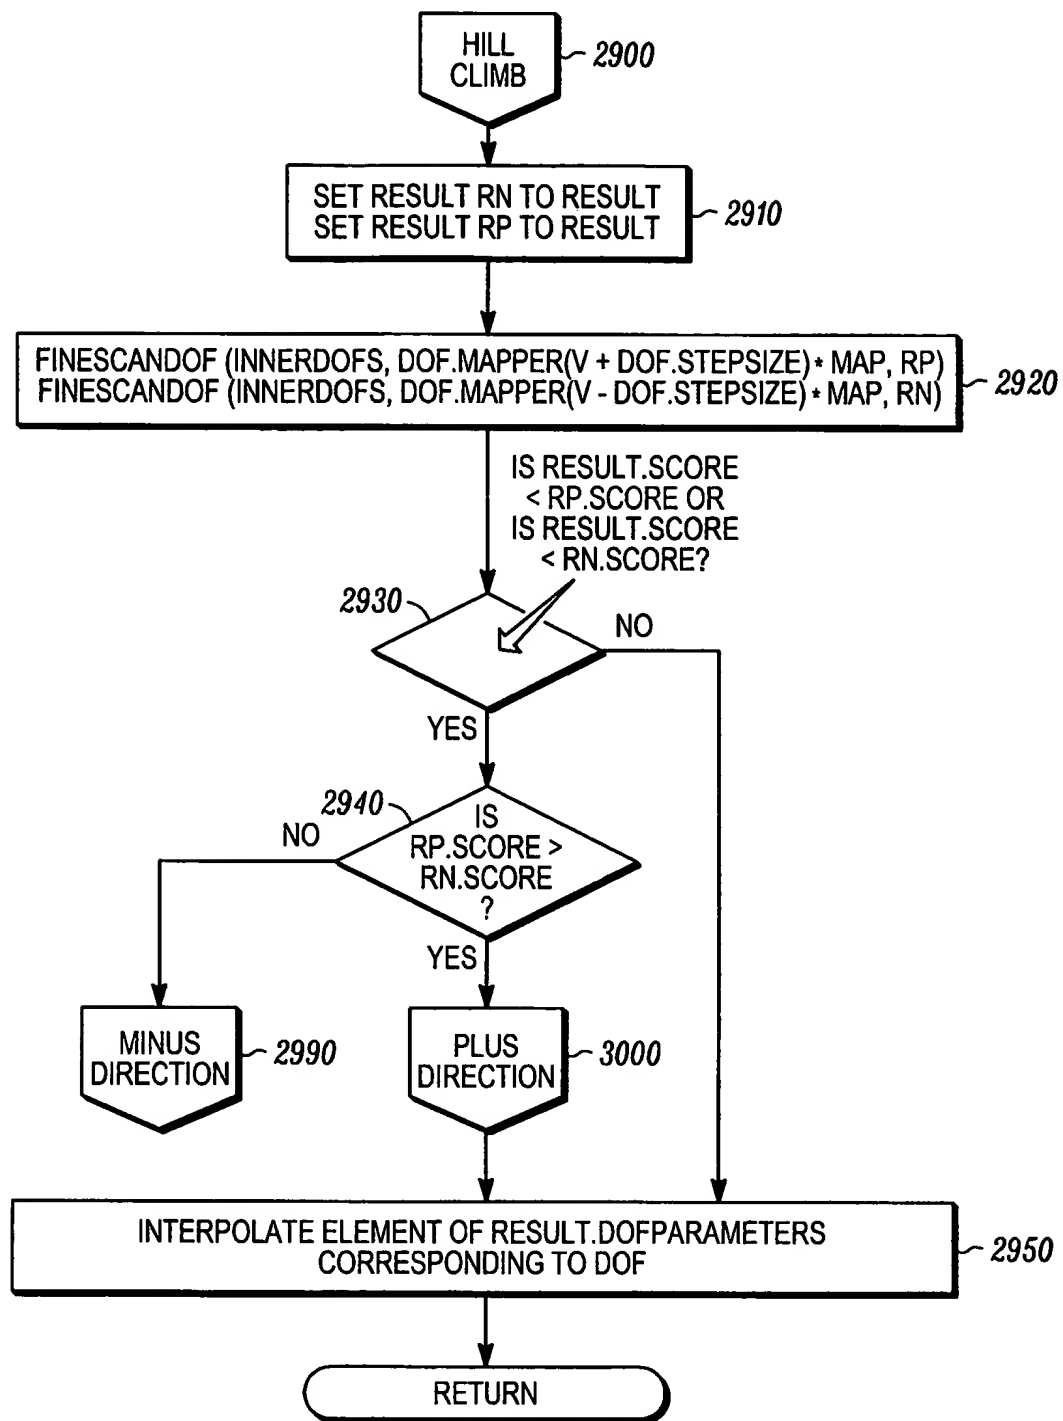 HILL
CLIMB
2900
SET RESULT RN TO RESULT
SET RESULT RP TO RESULT
2910
FINESCANDOF (INNERDOFS, DOF.MAPPER(V + DOF.STEPSIZE) * MAP, RP)
FINESCANDOF (INNERDOFS, DOF.MAPPER(V - DOF.STEPSIZE) * MAP, RN)
2920
IS RESULT.SCORE
< RP.SCORE OR
IS RESULT.SCORE
< RN.SCORE?
2930
NO
YES
2940
IS
RP.SCORE >
RN.SCORE
?
NO
YES
MINUS
DIRECTION
2990
PLUS
DIRECTION
3000
INTERPOLATE ELEMENT OF RESULT.DOFPARAMETERS
CORRESPONDING TO DOF
2950
RETURN